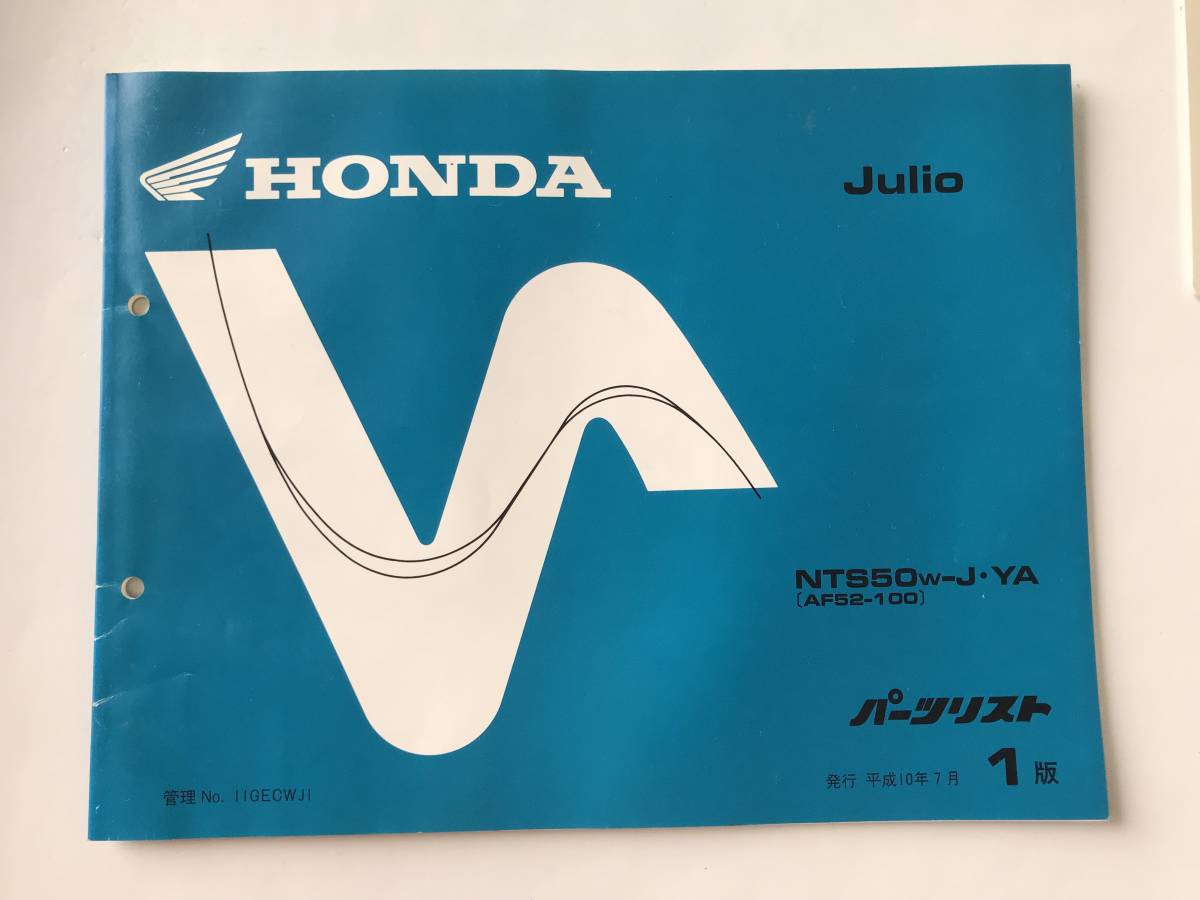 HONDA
Julio
NTS50W-J・YA
〔AF52-100〕
パーツリスト
発行 平成10年7月 1版
管理 No. 11GECWJ1